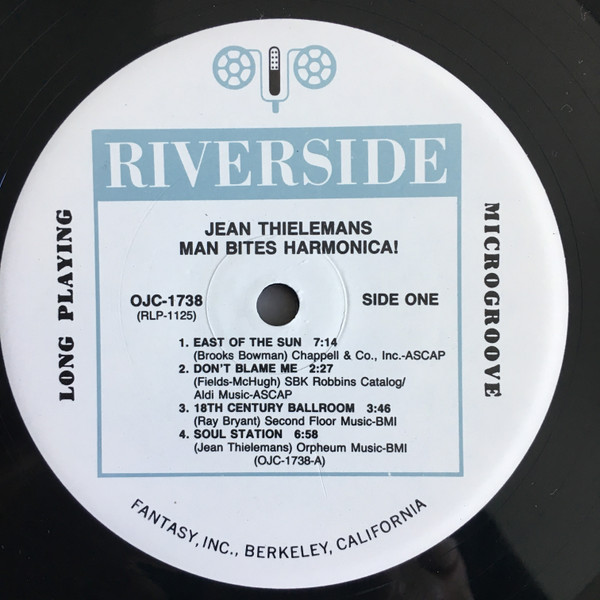 RIVERSIDE
JEAN THIELEMANS
MAN BITES HARMONICA!
LONG PLAYING
MICROGROOVE
OJC-1738
(RLP-1125)
SIDE ONE
1. EAST OF THE SUN 7:14
(Brooks Bowman) Chappell & Co., Inc.-ASCAP
2. DON'T BLAME ME 2:27
(Fields-McHugh) SBK Robbins Catalog/
Aldi Music-ASCAP
3. 18TH CENTURY BALLROOM 3:46
(Ray Bryant) Second Floor Music-BMI
4. SOUL STATION 6:58
(Jean Thielemans) Orpheum Music-BMI
(OJC-1738-A)
FANTASY, INC., BERKELEY, CALIFORNIA